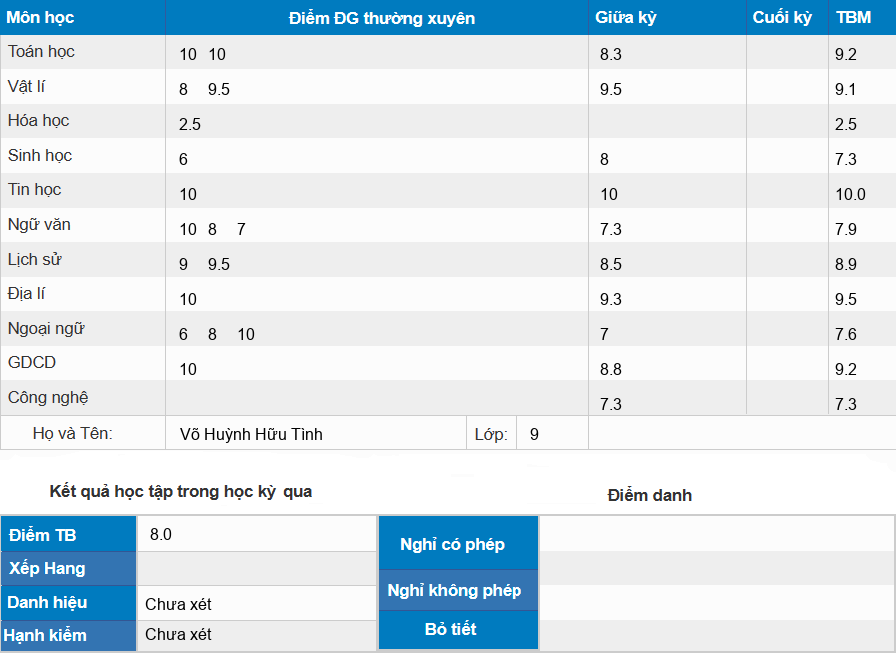 Môn học Điểm ĐG thường xuyên Giữa kỳ Cuối kỳ TBM
Toán học 10 10 8.3 9.2
Vật lí 8 9.5 9.5 9.1
Hóa học 2.5 2.5
Sinh học 6 8 7.3
Tin học 10 10 10.0
Ngữ văn 10 8 7 7.3 7.9
Lịch sử 9 9.5 8.5 8.9
Địa lí 10 9.3 9.5
Ngoại ngữ 6 8 10 7 7.6
GDCD 10 8.8 9.2
Công nghệ 7.3 7.3
Họ và Tên: Võ Huỳnh Hữu Tình Lớp: 9
Kết quả học tập trong học kỳ qua
Điểm danh
Điểm TB 8.0
Xếp Hang
Danh hiệu Chưa xét
Hạnh kiểm Chưa xét
Nghỉ có phép
Nghỉ không phép
Bỏ tiết